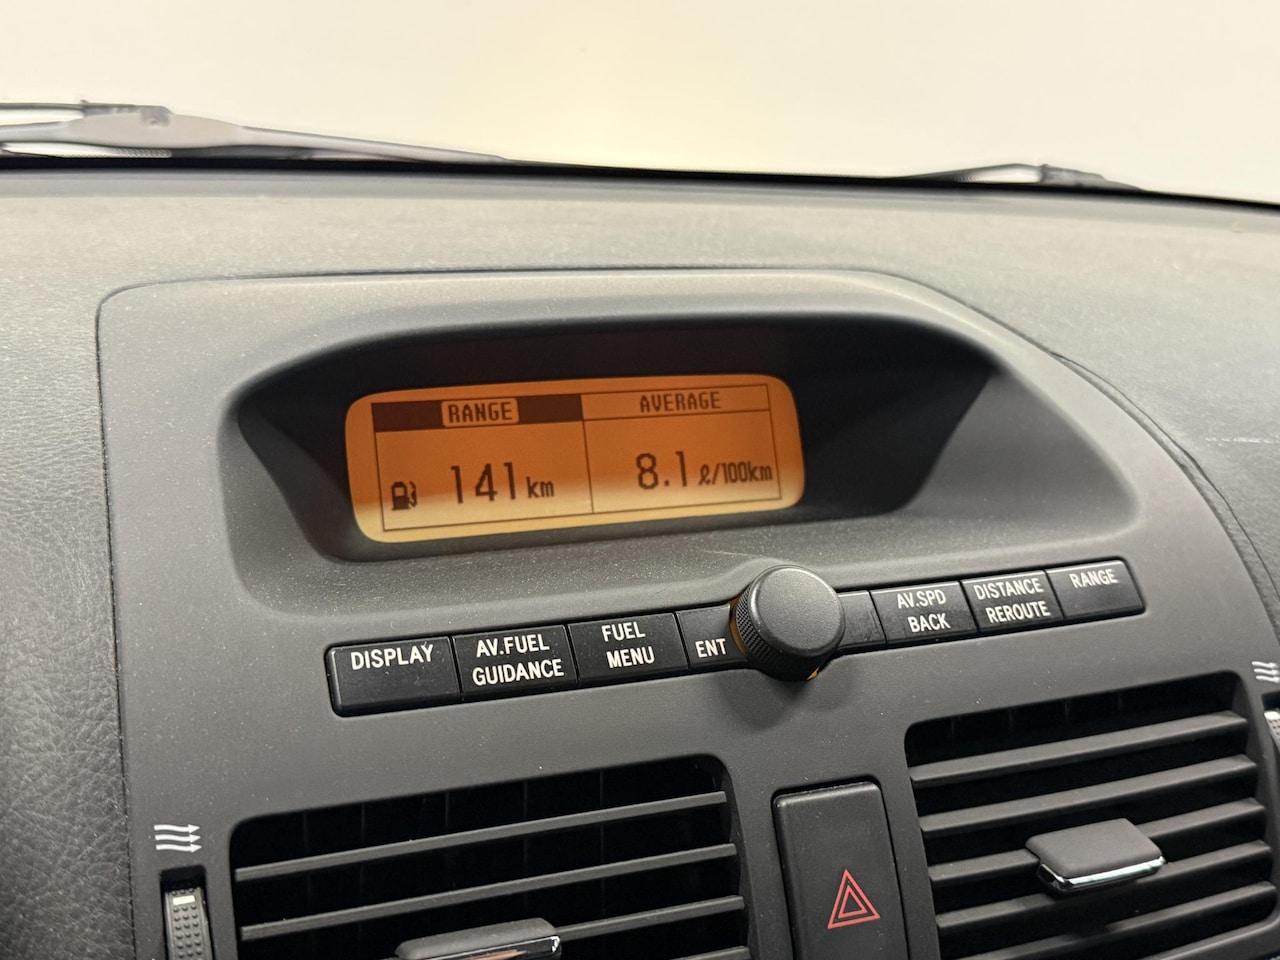 RANGE AVERAGE
141 km 8.1 ℓ/100km
DISPLAY
AV.FUEL
GUIDANCE
FUEL
MENU
ENT
AV.SPD
BACK
DISTANCE
REROUTE
RANGE